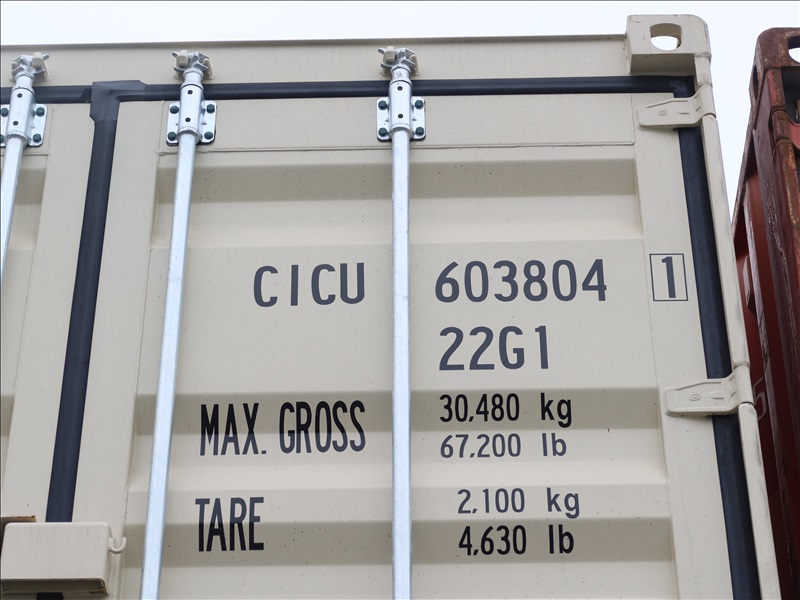 CICU 603804 1
22G1
MAX. GROSS 30,480 kg
67,200 lb
TARE 2,100 kg
4,630 lb